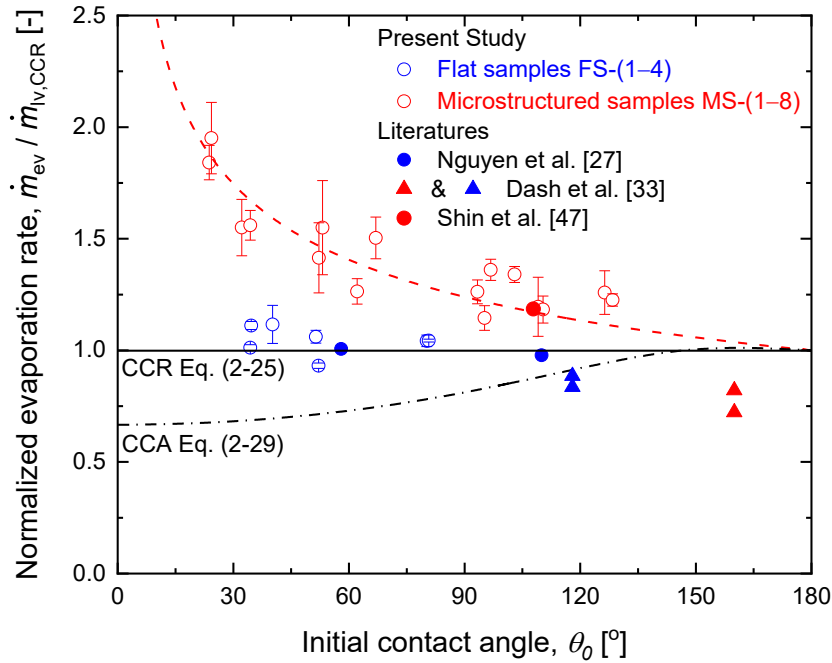 Normalized evaporation rate, ṁev / ṁlv,CCR [-]
2.5
2.0
1.5
1.0
0.5
0.0
Present Study
Flat samples FS-(1–4)
Microstructured samples MS-(1–8)
Literatures
Nguyen et al. [27]
& Dash et al. [33]
Shin et al. [47]
CCR Eq. (2-25)
CCA Eq. (2-29)
0 30 60 90 120 150 180
Initial contact angle, θ0 [o]